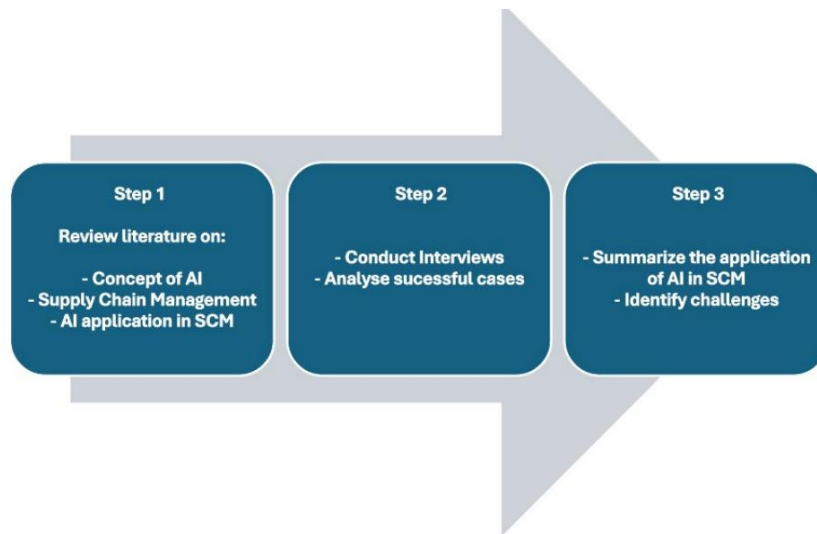 Step 1
Review literature on:
- Concept of AI
- Supply Chain Management
- AI application in SCM
Step 2
- Conduct Interviews
- Analyse sucessful cases
Step 3
- Summarize the application
of AI in SCM
- Identify challenges